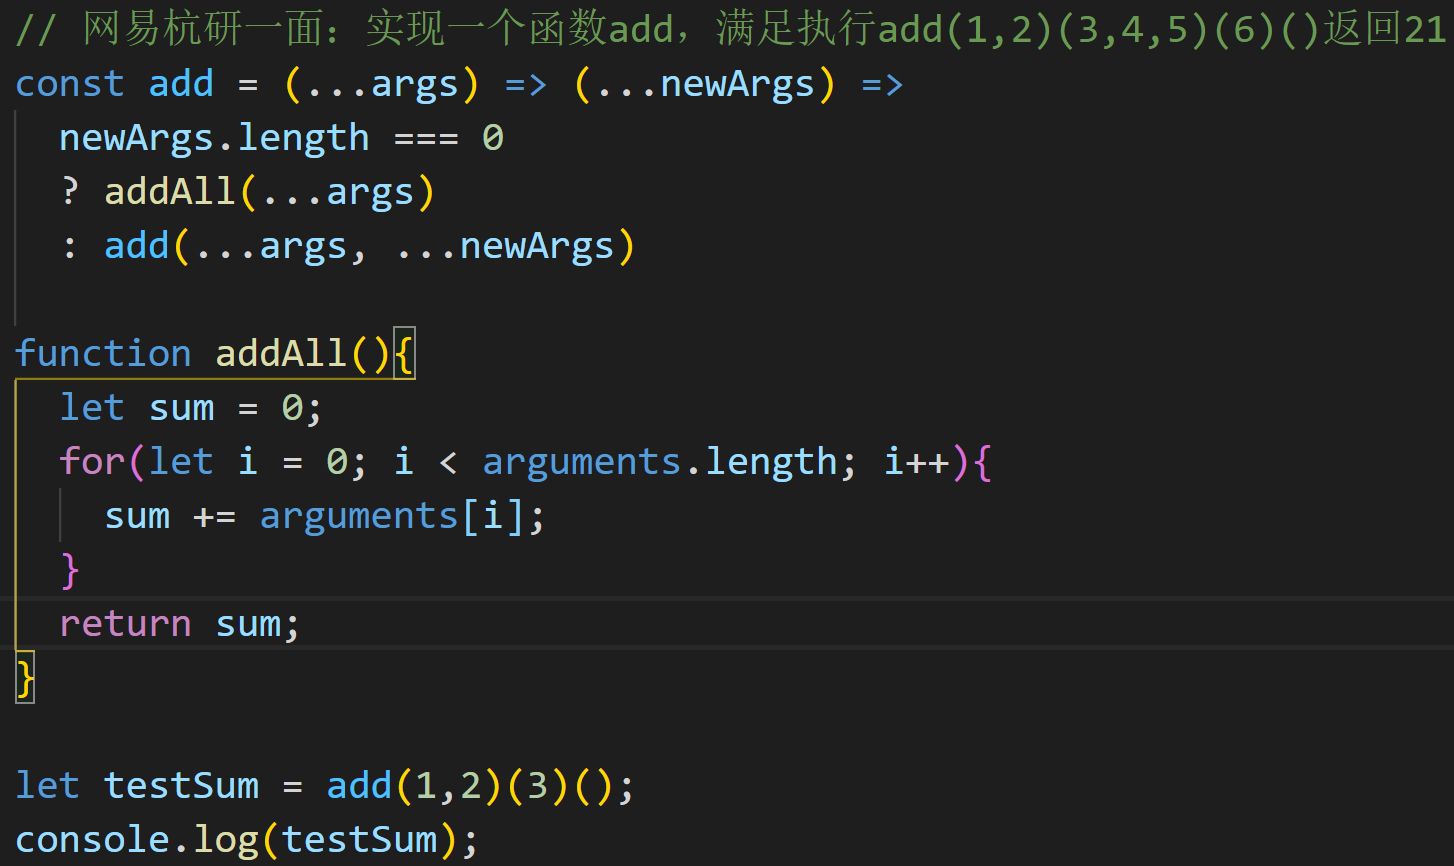 // 网易杭研一面：实现一个函数add，满足执行add(1,2)(3,4,5)(6)()返回21
const add = (...args) => (...newArgs) =>
  newArgs.length === 0
  ? addAll(...args)
  : add(...args, ...newArgs)

function addAll(){
  let sum = 0;
  for(let i = 0; i < arguments.length; i++){
    sum += arguments[i];
  }
  return sum;
}

let testSum = add(1,2)(3)();
console.log(testSum);